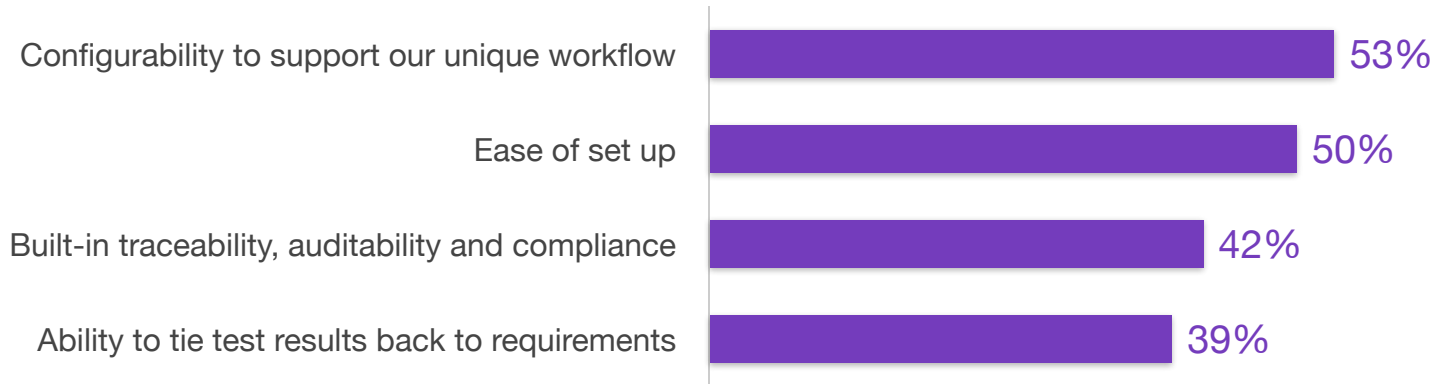 Configurability to support our unique workflow 53%
Ease of set up 50%
Built-in traceability, auditability and compliance 42%
Ability to tie test results back to requirements 39%